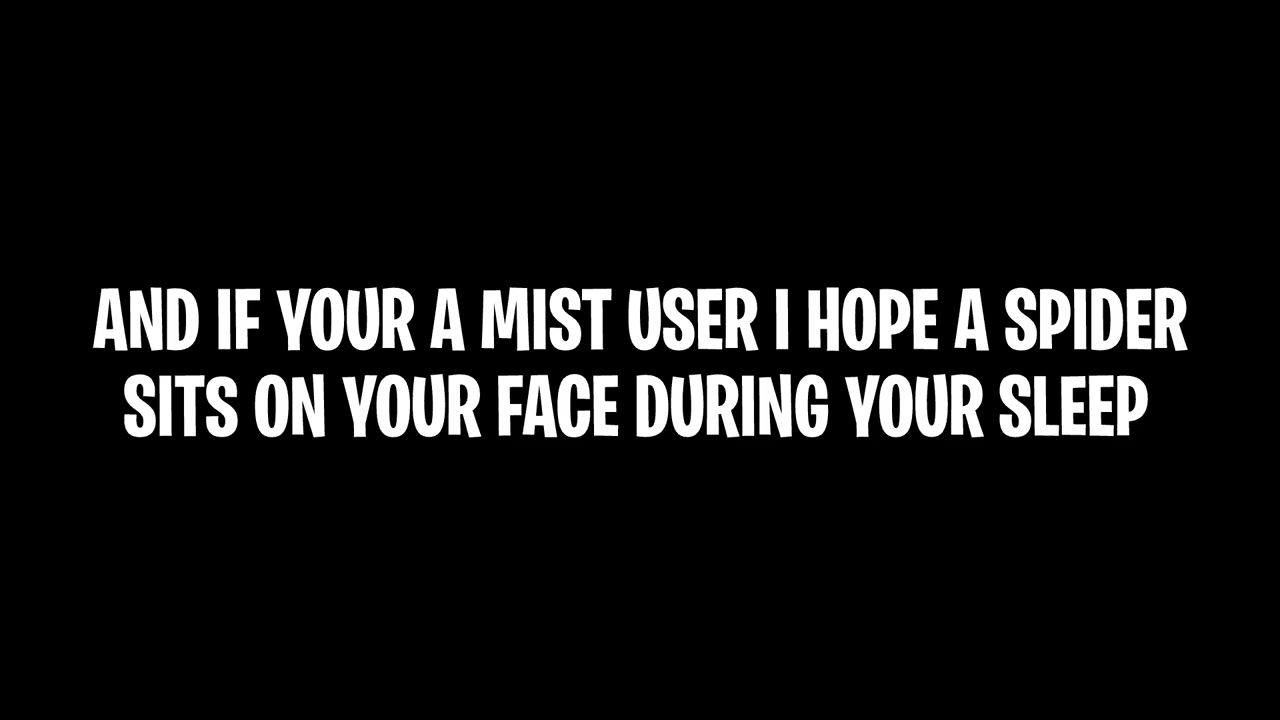 AND IF YOUR A MIST USER I HOPE A SPIDER
SITS ON YOUR FACE DURING YOUR SLEEP